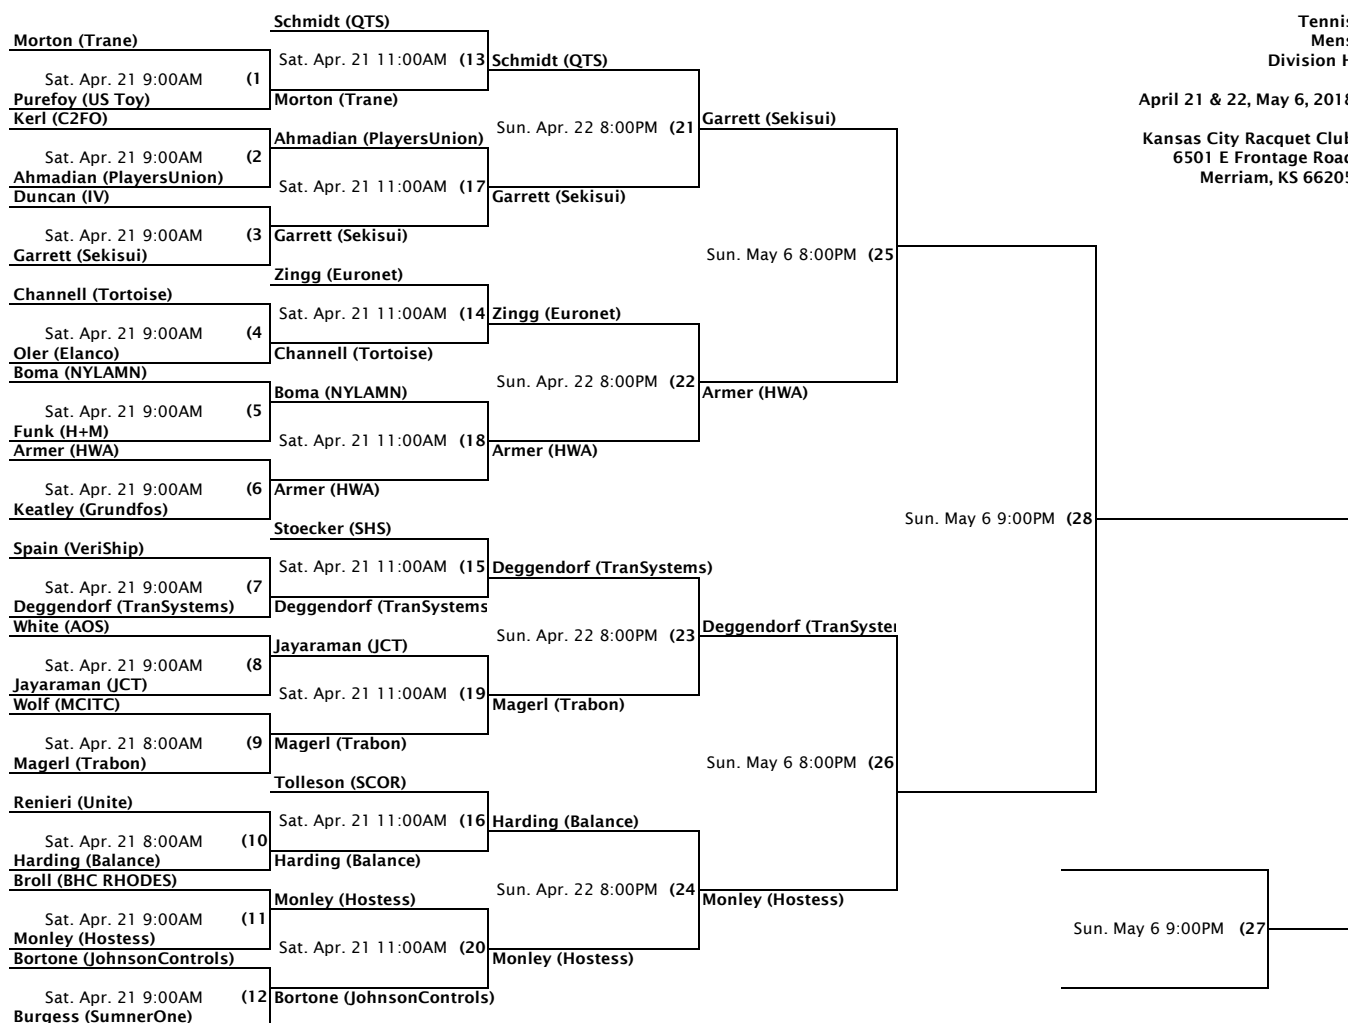 Schmidt (QTS)
Tennis
Morton (Trane)
Mens
Sat. Apr. 21 11:00AM (13 Schmidt (QTS)
Division H
Sat. Apr. 21 9:00AM (1
Purefoy (US Toy)
Morton (Trane)
April 21 & 22, May 6, 2018
Kerl (C2FO)
Garrett (Sekisui)
Sun. Apr. 22 8:00PM (21
Ahmadian (PlayersUnion)
Kansas City Racquet Club
Sat. Apr. 21 9:00AM (2
6501 E Frontage Road
Ahmadian (PlayersUnion)
Sat. Apr. 21 11:00AM (17
Merriam, KS 66205
Duncan (IV)
Garrett (Sekisui)
Sat. Apr. 21 9:00AM (3
Garrett (Sekisui)
Garrett (Sekisui)
Sun. May 6 8:00PM (25
Zingg (Euronet)
Channell (Tortoise)
Sat. Apr. 21 11:00AM (14 Zingg (Euronet)
Sat. Apr. 21 9:00AM (4
Oler (Elanco)
Channell (Tortoise)
Boma (NYLAMN)
Sun. Apr. 22 8:00PM (22
Boma (NYLAMN)
Armer (HWA)
Sat. Apr. 21 9:00AM (5
Funk (H+M)
Sat. Apr. 21 11:00AM (18
Armer (HWA)
Armer (HWA)
Sat. Apr. 21 9:00AM (6
Armer (HWA)
Keatley (Grundfos)
Sun. May 6 9:00PM (28
Stoecker (SHS)
Spain (VeriShip)
Sat. Apr. 21 11:00AM (15 Deggendorf (TranSystems)
Sat. Apr. 21 9:00AM (7
Deggendorf (TranSystems)
Deggendorf (TranSystems
White (AOS)
Deggendorf (TranSyster
Sun. Apr. 22 8:00PM (23
Jayaraman (JCT)
Sat. Apr. 21 9:00AM (8
Jayaraman (JCT)
Sat. Apr. 21 11:00AM (19
Wolf (MCITC)
Magerl (Trabon)
Sat. Apr. 21 8:00AM (9
Magerl (Trabon)
Magerl (Trabon)
Sun. May 6 8:00PM (26
Tolleson (SCOR)
Renieri (Unite)
Sat. Apr. 21 11:00AM (16 Harding (Balance)
Sat. Apr. 21 8:00AM (10
Harding (Balance)
Harding (Balance)
Broll (BHC RHODES)
Sun. Apr. 22 8:00PM (24
Monley (Hostess)
Monley (Hostess)
Sat. Apr. 21 9:00AM (11
Sun. May 6 9:00PM (27
Monley (Hostess)
Sat. Apr. 21 11:00AM (20
Bortone (JohnsonControls)
Monley (Hostess)
Sat. Apr. 21 9:00AM (12
Bortone (JohnsonControls)
Burgess (SumnerOne)